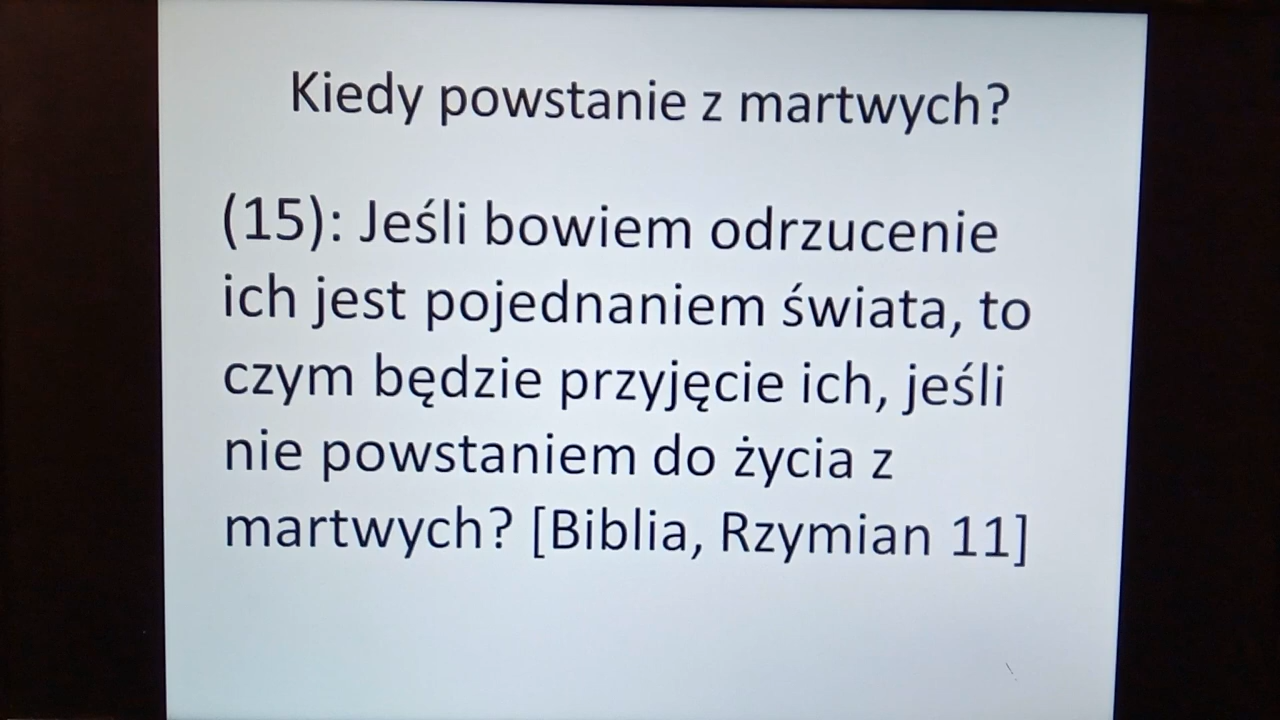 Kiedy powstanie z martwych?
(15): Jeśli bowiem odrzucenie
ich jest pojednaniem świata, to
czym będzie przyjęcie ich, jeśli
nie powstaniem do życia z
martwych? [Biblia, Rzymian 11]